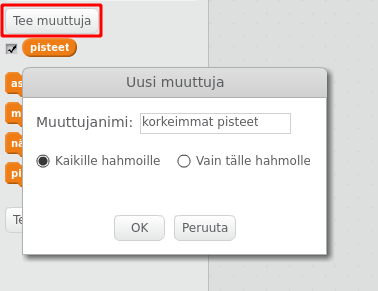 Tee muuttuja
pisteet
Uusi muuttuja
Muuttujanimi: korkeimmat pisteet
Kaikille hahmoille Vain tälle hahmolle
OK Peruuta